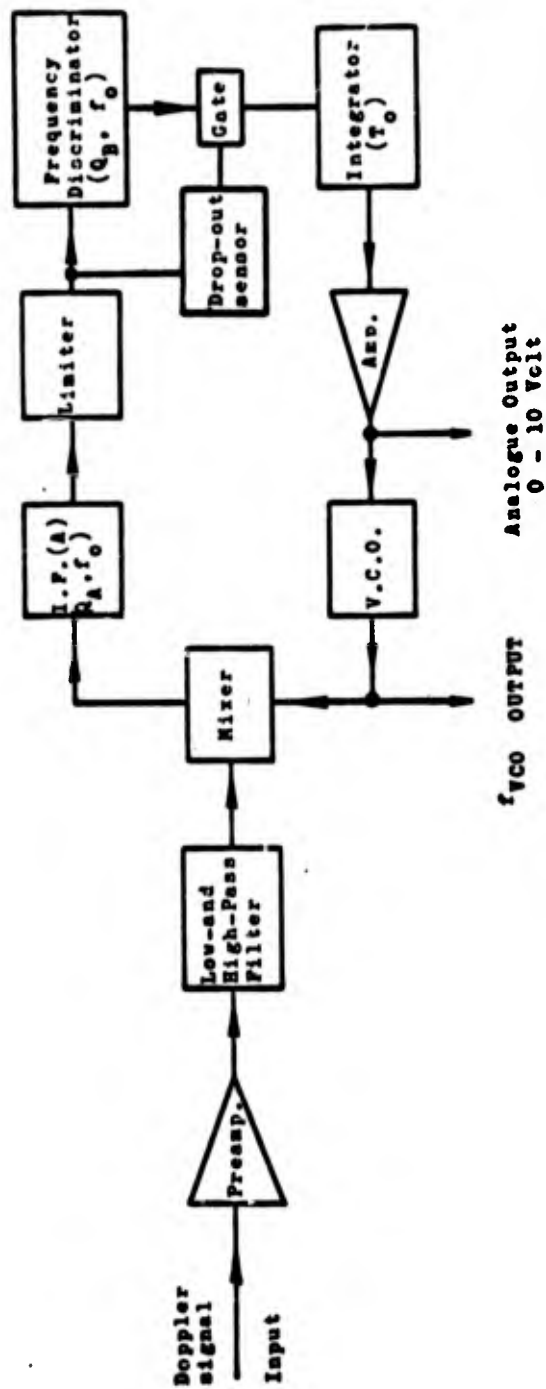 Doppler
signal
Input
Preamp.
Low-and
High-Pass
Filter
Mixer
I.F.(A)
Q_A,f_o)
Limiter
Frequency
Discriminator
(Q_B, f_o)
Drop-out
sensor
Gate
Integrator
(T_o)
Amp.
V.C.O.
f_VCO OUTPUT
Analogue Output
0 - 10 Volt